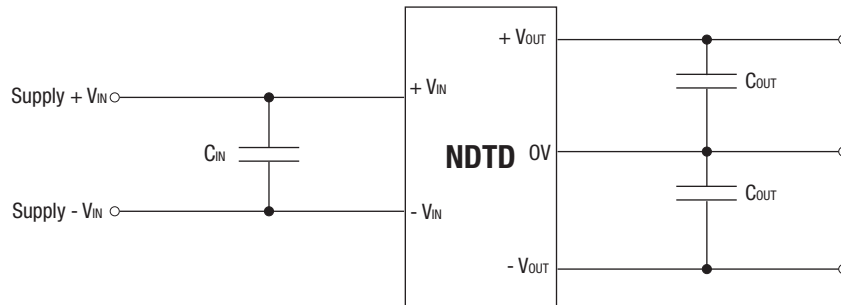 + VOUT
COUT
Supply + VIN
+ VIN
CIN
NDTD 0V
COUT
Supply - VIN
- VIN
- VOUT